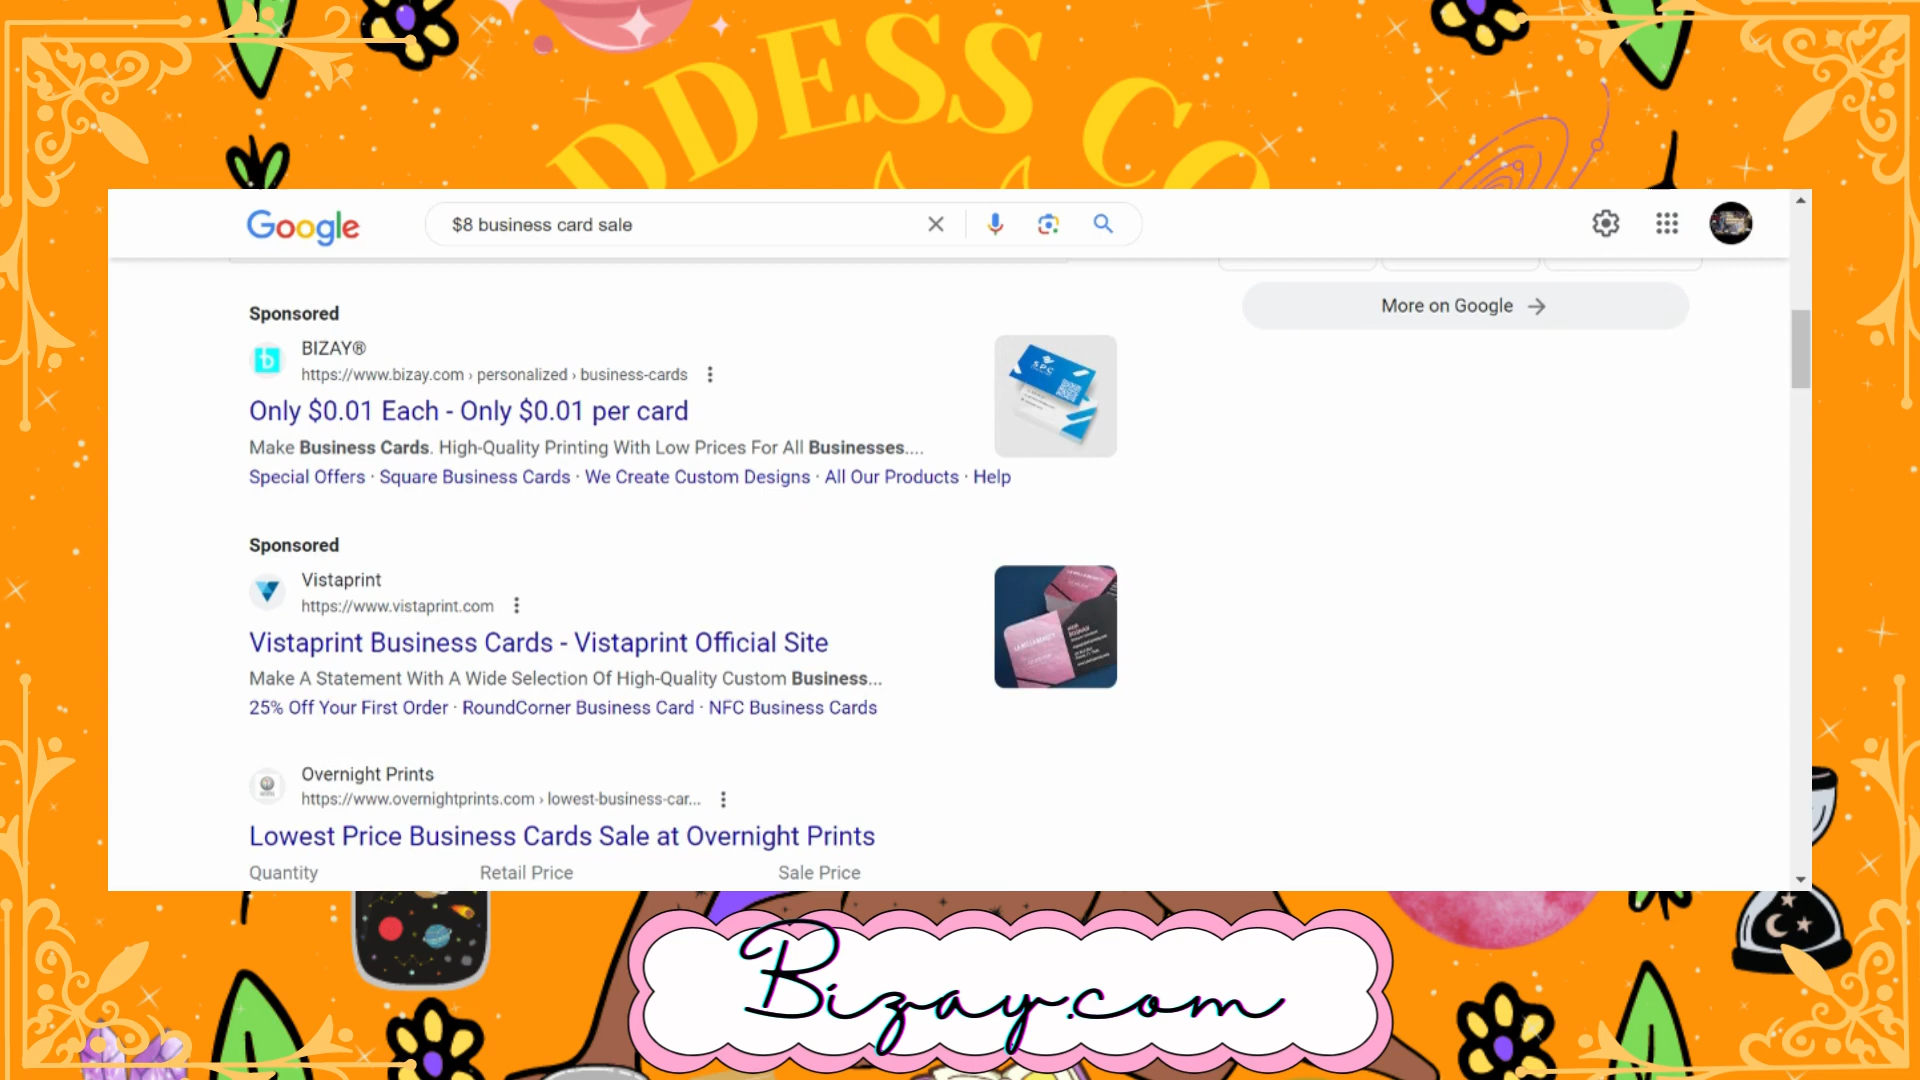 DDESS CO
Google
$8 business card sale
More on Google
Sponsored
BIZAY®
https://www.bizay.com › personalized › business-cards
Only $0.01 Each - Only $0.01 per card
Make Business Cards. High-Quality Printing With Low Prices For All Businesses....
Special Offers · Square Business Cards · We Create Custom Designs · All Our Products · Help
SPC
Sponsored
Vistaprint
https://www.vistaprint.com
Vistaprint Business Cards - Vistaprint Official Site
Make A Statement With A Wide Selection Of High-Quality Custom Business...
25% Off Your First Order · RoundCorner Business Card · NFC Business Cards
Overnight Prints
https://www.overnightprints.com › lowest-business-car...
Lowest Price Business Cards Sale at Overnight Prints
Quantity Retail Price Sale Price
Bizay.com